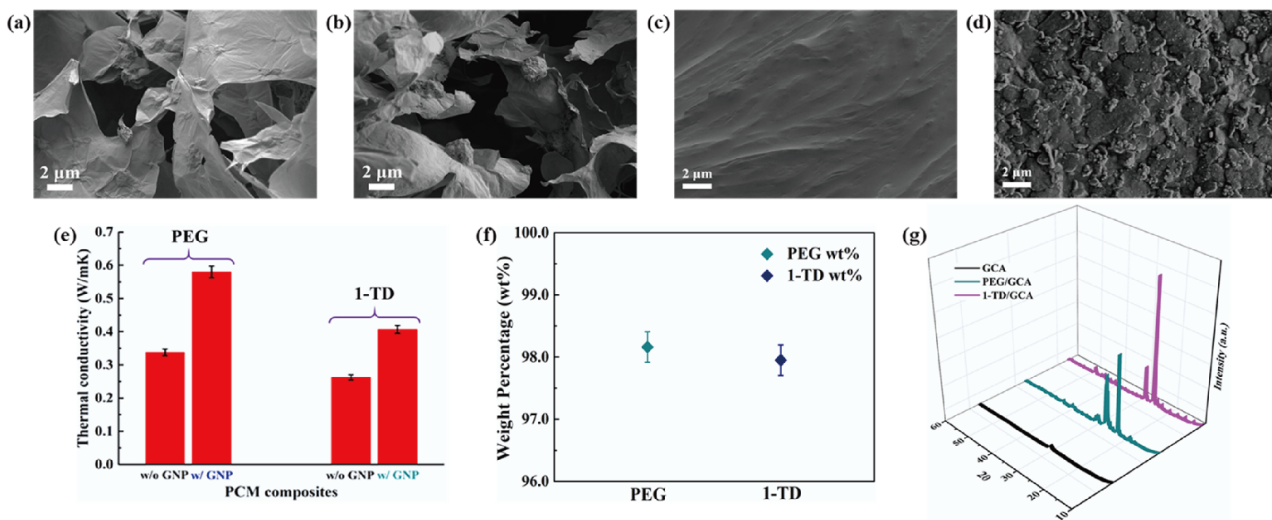 (a)
2 µm
(b)
2 µm
(c)
2 µm
(d)
2 µm
(e)
0.7
0.6
0.5
0.4
0.3
0.2
0.1
0.0
Thermal conductivity (W/mK)
PEG
1-TD
w/o GNP w/ GNP
w/o GNP w/ GNP
PCM composites
(f)
100.0
99.0
98.0
97.0
96.0
Weight Percentage (wt%)
PEG wt%
1-TD wt%
PEG
1-TD
(g)
GCA
PEG/GCA
1-TD/GCA
Intensity (a.u.)
60
50
40
30
20
20
10